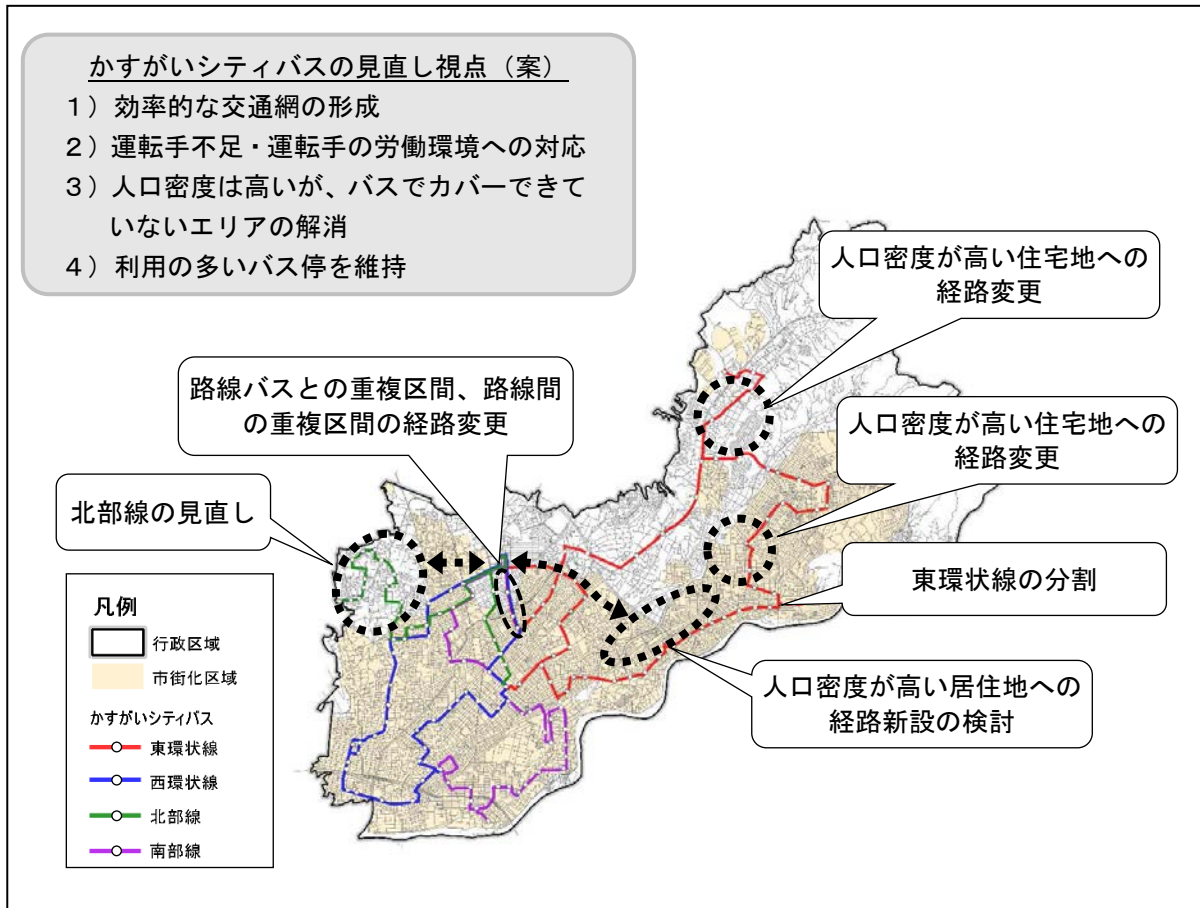 かすがいシティバスの見直し視点（案）
１）効率的な交通網の形成
２）運転手不足・運転手の労働環境への対応
３）人口密度は高いが、バスでカバーできて
いないエリアの解消
４）利用の多いバス停を維持
人口密度が高い住宅地への
経路変更
路線バスとの重複区間、路線間
の重複区間の経路変更
人口密度が高い住宅地への
経路変更
北部線の見直し
東環状線の分割
人口密度が高い居住地への
経路新設の検討
凡例
行政区域
市街化区域
かすがいシティバス
東環状線
西環状線
北部線
南部線